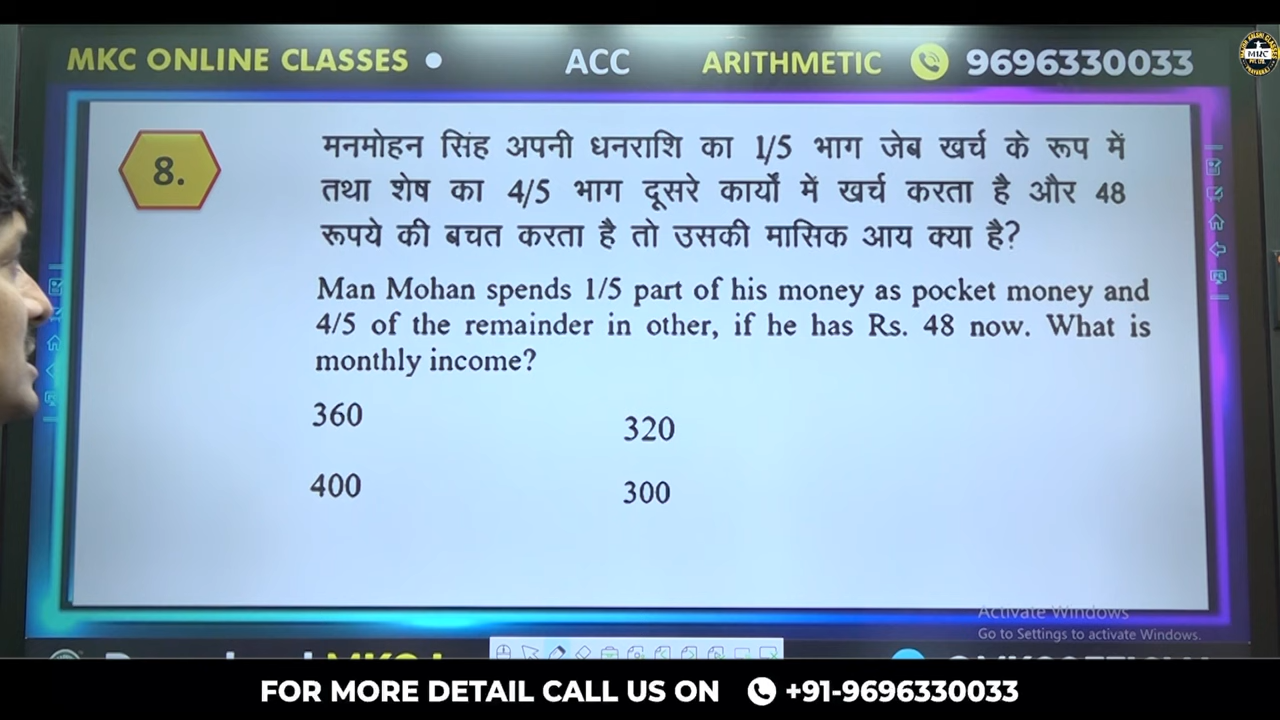 MKC ONLINE CLASSES • ACC ARITHMETIC 9696330033
MKC
8.
मनमोहन सिंह अपनी धनराशि का 1/5 भाग जेब खर्च के रूप में
तथा शेष का 4/5 भाग दूसरे कार्यों में खर्च करता है और 48
रूपये की बचत करता है तो उसकी मासिक आय क्या है?
Man Mohan spends 1/5 part of his money as pocket money and
4/5 of the remainder in other, if he has Rs. 48 now. What is
monthly income?
360 320
400 300
Activate Windows
Go to Settings to activate Windows.
FOR MORE DETAIL CALL US ON +91-9696330033